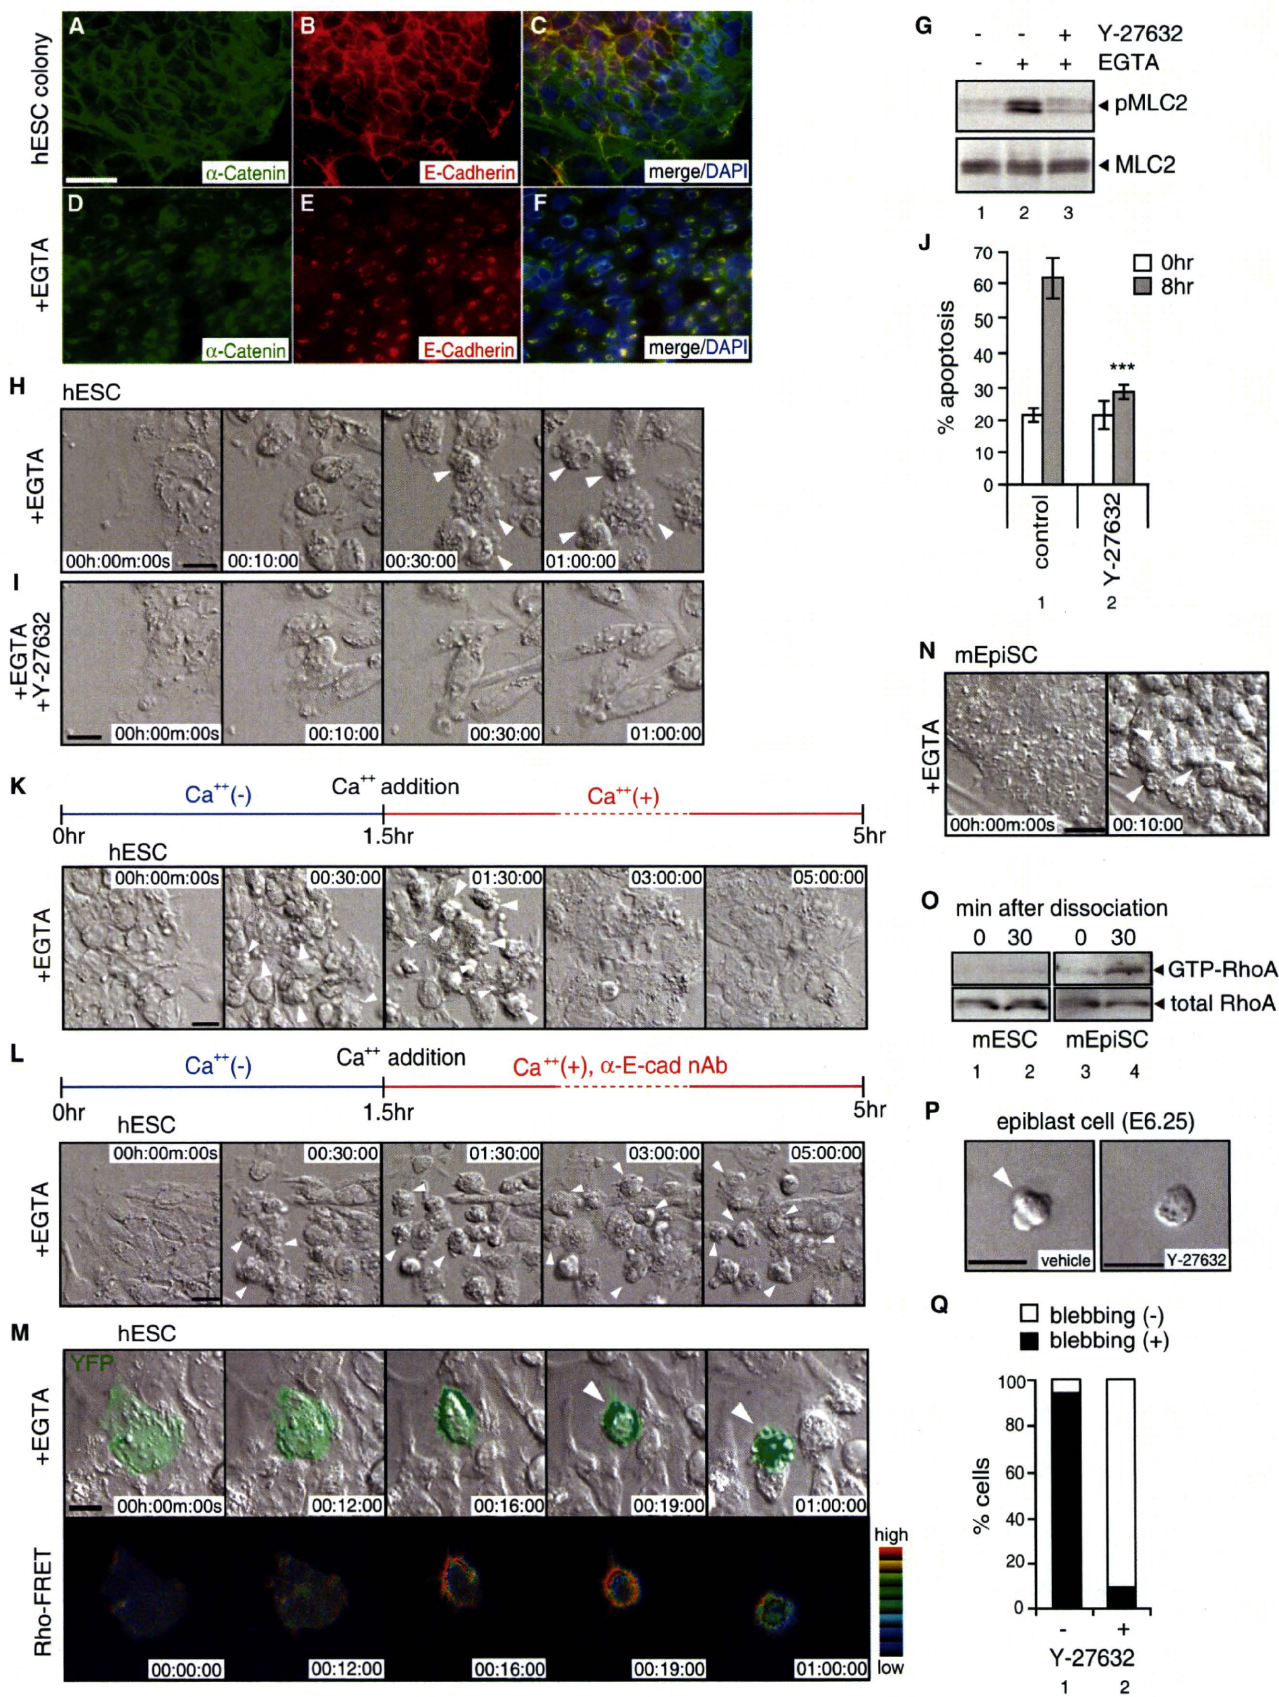 hESC colony
A
α-Catenin
B
E-Cadherin
C
merge/DAPI
+EGTA
D
α-Catenin
E
E-Cadherin
F
merge/DAPI
G
- - + Y-27632
- + + EGTA
pMLC2
MLC2
1 2 3
H
hESC
+EGTA
00h:00m:00s
00:10:00
00:30:00
01:00:00
I
+EGTA
+Y-27632
00h:00m:00s
00:10:00
00:30:00
01:00:00
J
% apoptosis
70
60
50
40
30
20
10
0
0hr
8hr
***
control
Y-27632
1 2
K
Ca++(-)
Ca++ addition
Ca++(+)
0hr
1.5hr
5hr
hESC
+EGTA
00h:00m:00s
00:30:00
01:30:00
03:00:00
05:00:00
L
Ca++(-)
Ca++ addition
Ca++(+), α-E-cad nAb
0hr
1.5hr
5hr
hESC
+EGTA
00h:00m:00s
00:30:00
01:30:00
03:00:00
05:00:00
M
hESC
+EGTA
YFP
00h:00m:00s
00:12:00
00:16:00
00:19:00
01:00:00
Rho-FRET
00:00:00
00:12:00
00:16:00
00:19:00
01:00:00
high
low
N
mEpiSC
+EGTA
00h:00m:00s
00:10:00
O
min after dissociation
0 30 0 30
GTP-RhoA
total RhoA
mESC mEpiSC
1 2 3 4
P
epiblast cell (E6.25)
vehicle
Y-27632
Q
blebbing (-)
blebbing (+)
% cells
100
80
60
40
20
0
- +
Y-27632
1 2